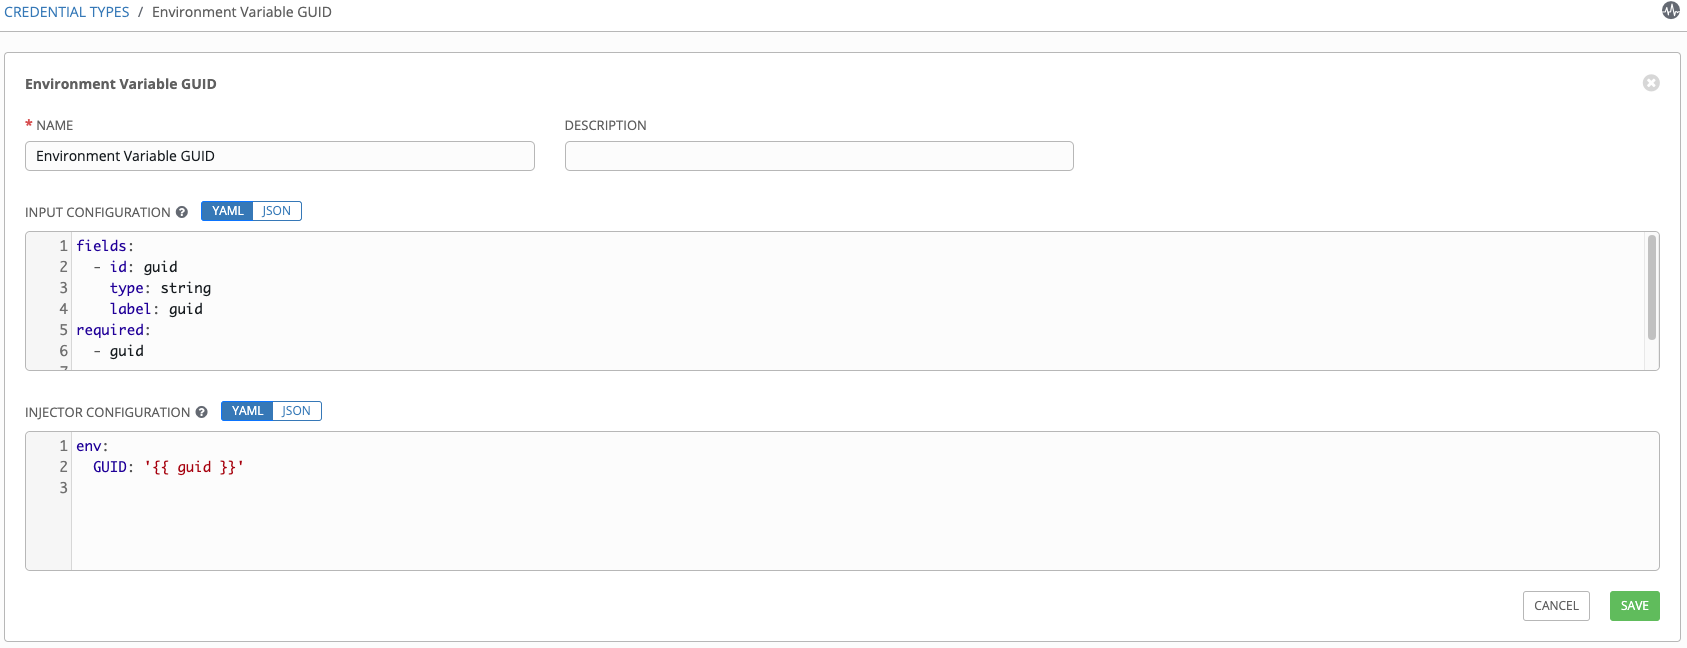 CREDENTIAL TYPES / Environment Variable GUID
Environment Variable GUID
* NAME
DESCRIPTION
Environment Variable GUID
INPUT CONFIGURATION ? YAML JSON
1 fields:
2   - id: guid
3     type: string
4     label: guid
5 required:
6   - guid
7
INJECTOR CONFIGURATION ? YAML JSON
1 env:
2   GUID: '{{ guid }}'
3
CANCEL SAVE